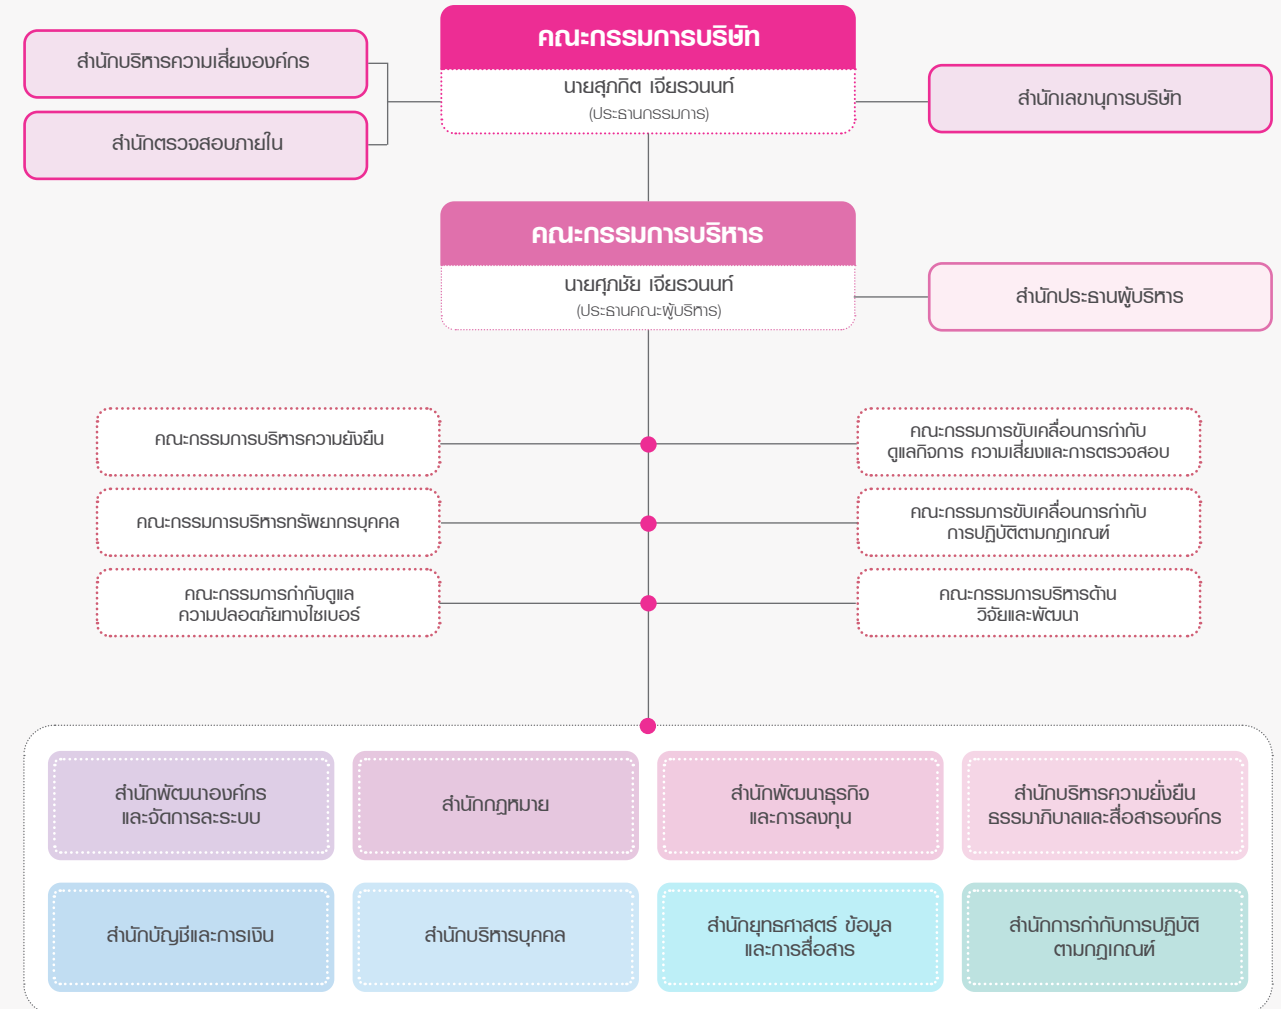 คณะกรรมการบริษัท
นายสุภกิต เจียรวนนท์
(ประธานกรรมการ)
สำนักบริหารความเสี่ยงองค์กร
สำนักตรวจสอบภายใน
สำนักเลขานุการบริษัท
คณะกรรมการบริหาร
นายศุภชัย เจียรวนนท์
(ประธานคณะผู้บริหาร)
สำนักประธานผู้บริหาร
คณะกรรมการบริหารความยังยืน
คณะกรรมการขับเคลื่อนการกำกับ
ดูแลกิจการ ความเสี่ยงและการตรวจสอบ
คณะกรรมการบริหารทรัพยากรบุคคล
คณะกรรมการขับเคลื่อนการกำกับ
การปฏิบัติตามกฎเกณฑ์
คณะกรรมการกำกับดูแล
ความปลอดภัยทางไซเบอร์
คณะกรรมการบริหารด้าน
วิจัยและพัฒนา
สำนักพัฒนาองค์กร
และจัดการละระบบ
สำนักกฎหมาย
สำนักพัฒนาธุรกิจ
และการลงทุน
สำนักบริหารความยั่งยืน
ธรรมาภิบาลและสื่อสารองค์กร
สำนักบัญชีและการเงิน
สำนักบริหารบุคคล
สำนักยุทธศาสตร์ ข้อมูล
และการสื่อสาร
สำนักการกำกับการปฏิบัติ
ตามกฎเกณฑ์